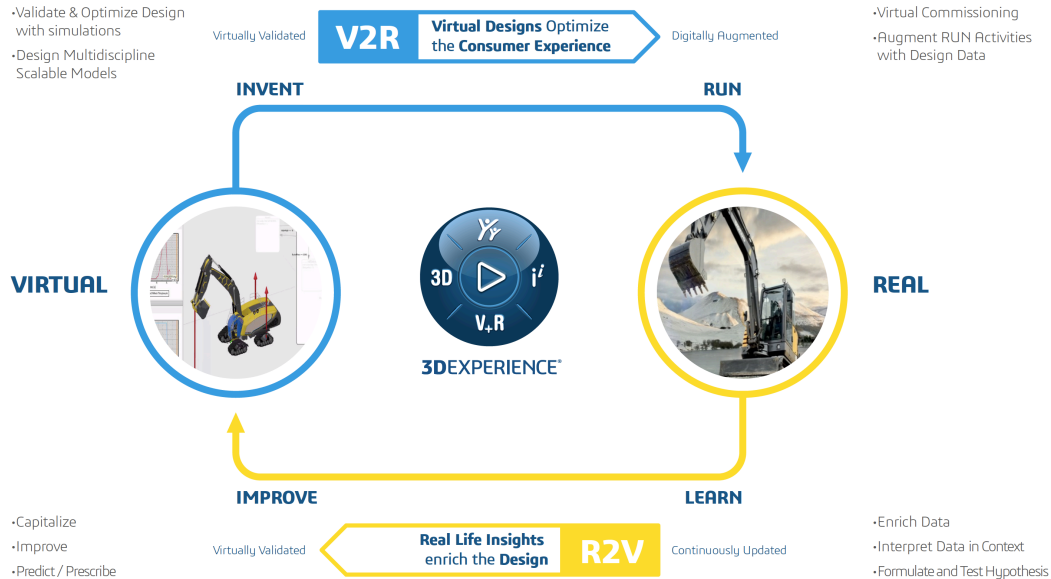 •Validate & Optimize Design
with simulations
•Design Multidiscipline
Scalable Models
Virtually Validated
V2R
Virtual Designs Optimize
the Consumer Experience
Digitally Augmented
•Virtual Commissioning
•Augment RUN Activities
with Design Data
INVENT
RUN
VIRTUAL
3D
i i
V+R
3DEXPERIENCE®
REAL
IMPROVE
LEARN
•Capitalize
•Improve
•Predict / Prescribe
Virtually Validated
Real Life Insights
enrich the Design
R2V
Continuously Updated
•Enrich Data
•Interpret Data in Context
•Formulate and Test Hypothesis